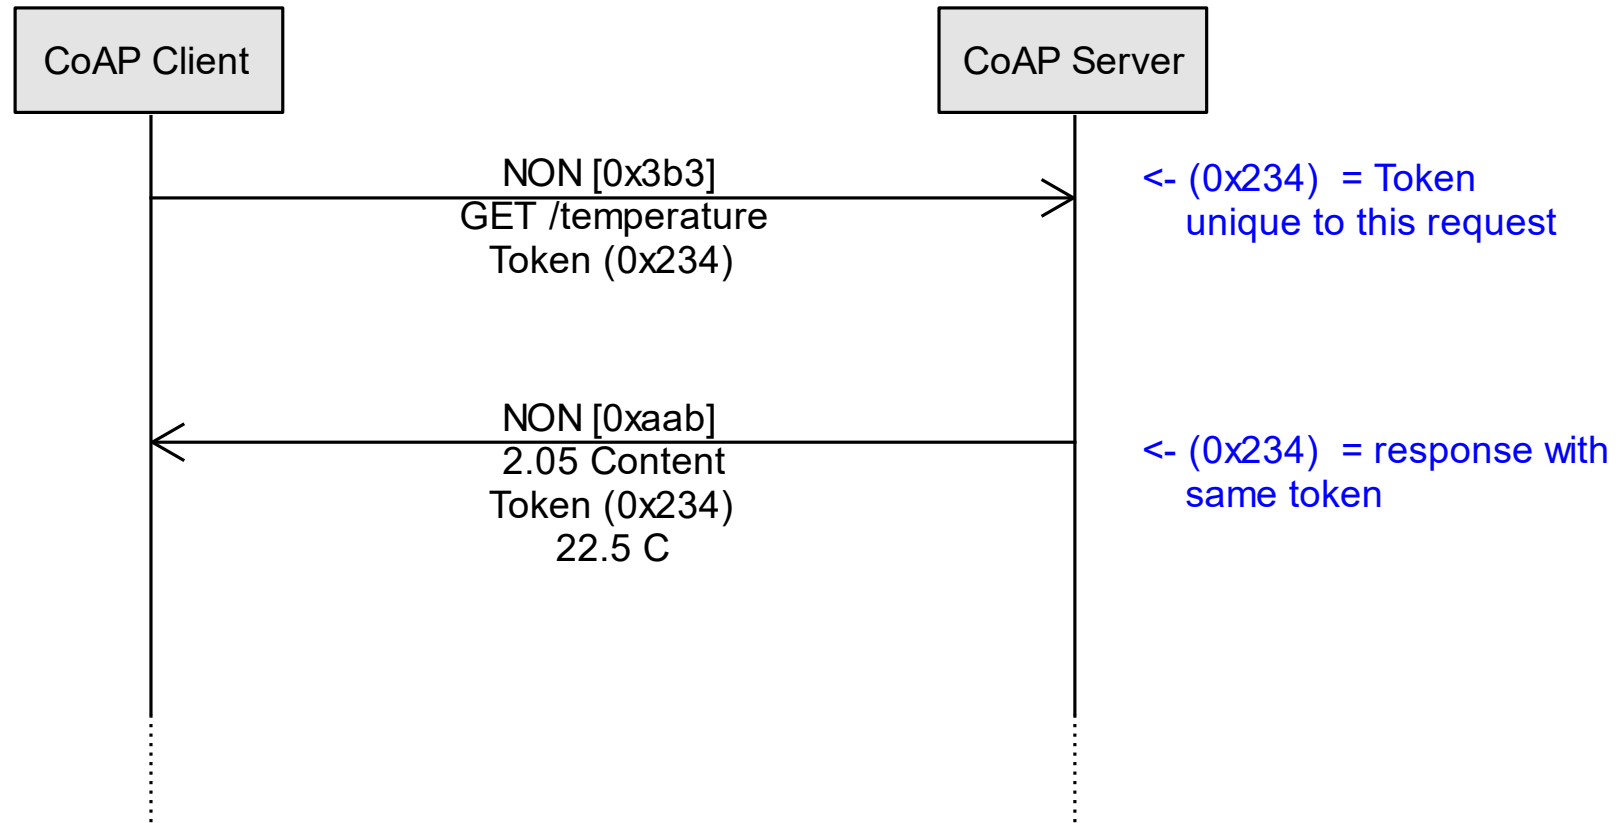 CoAP Client
CoAP Server
NON [0x3b3]
GET /temperature
Token (0x234)
<- (0x234)  = Token
unique to this request
NON [0xaab]
2.05 Content
Token (0x234)
22.5 C
<- (0x234)  = response with
same token